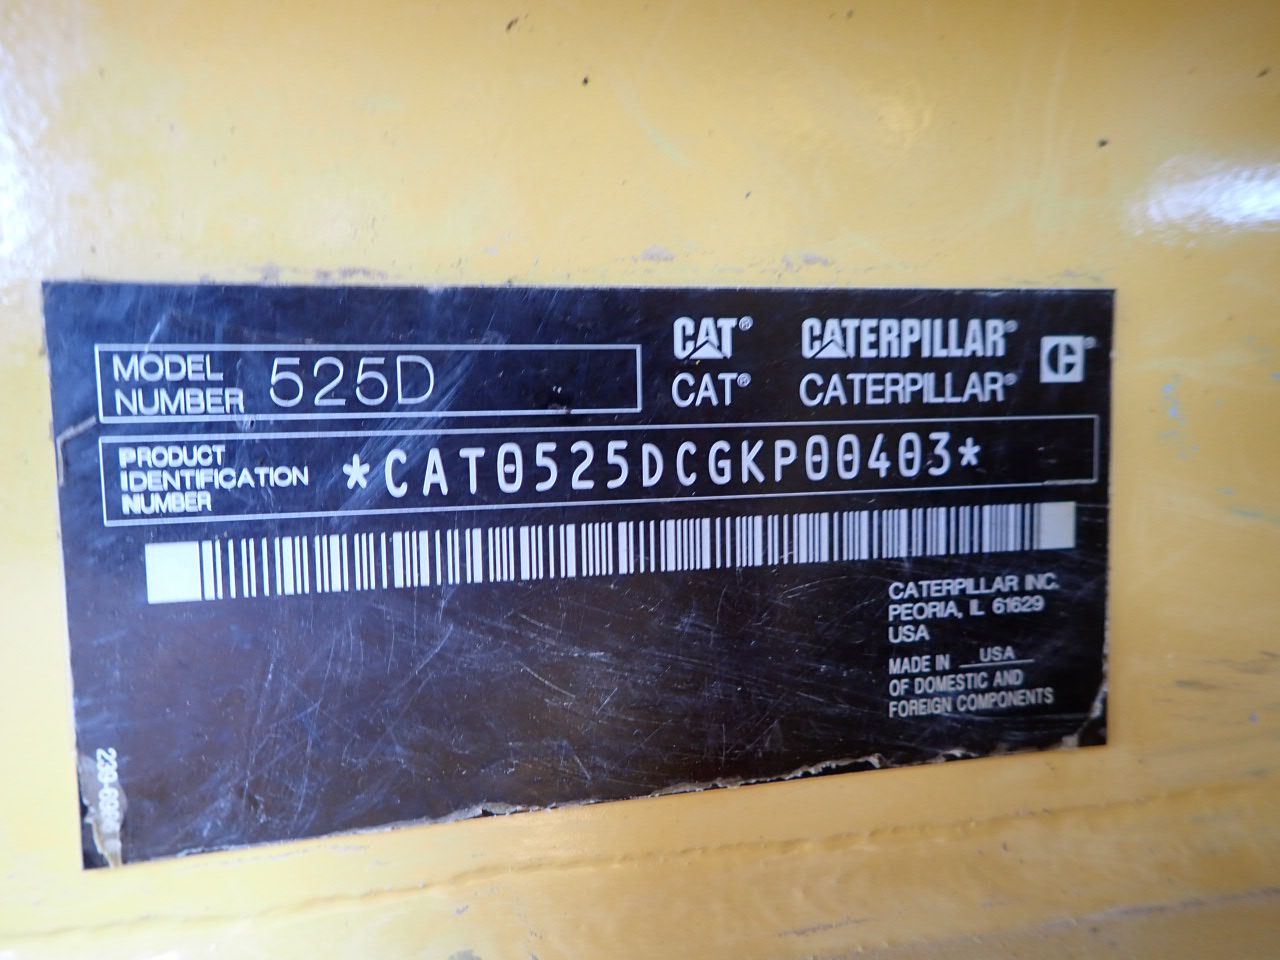 MODEL NUMBER 525D
CAT® CATERPILLAR®
CAT® CATERPILLAR®
PRODUCT
IDENTIFICATION
NUMBER
*CAT0525DCGKP00403*
CATERPILLAR INC.
PEORIA, IL 61629
USA
MADE IN USA
OF DOMESTIC AND
FOREIGN COMPONENTS